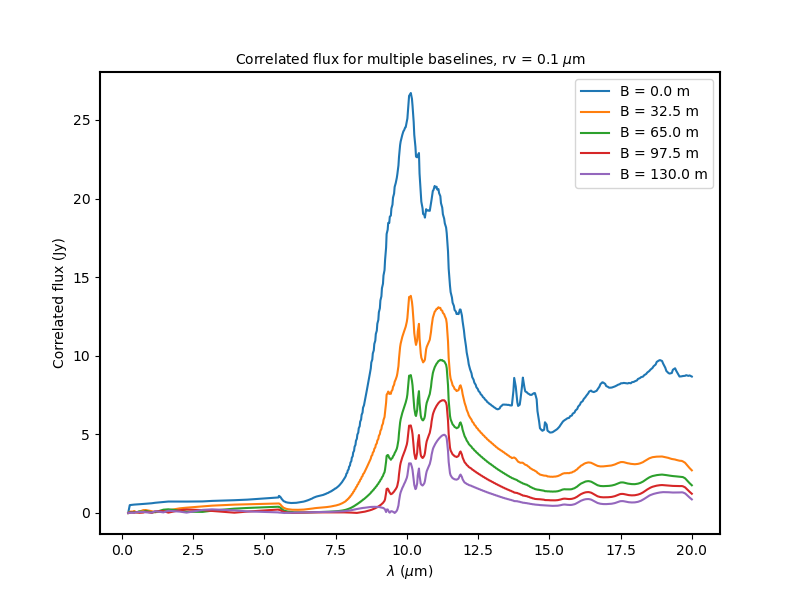 Correlated flux for multiple baselines, rv = 0.1 μm
B = 0.0 m
B = 32.5 m
B = 65.0 m
B = 97.5 m
B = 130.0 m
Correlated flux (Jy)
25
20
15
10
5
0
0.0 2.5 5.0 7.5 10.0 12.5 15.0 17.5 20.0
λ (μm)